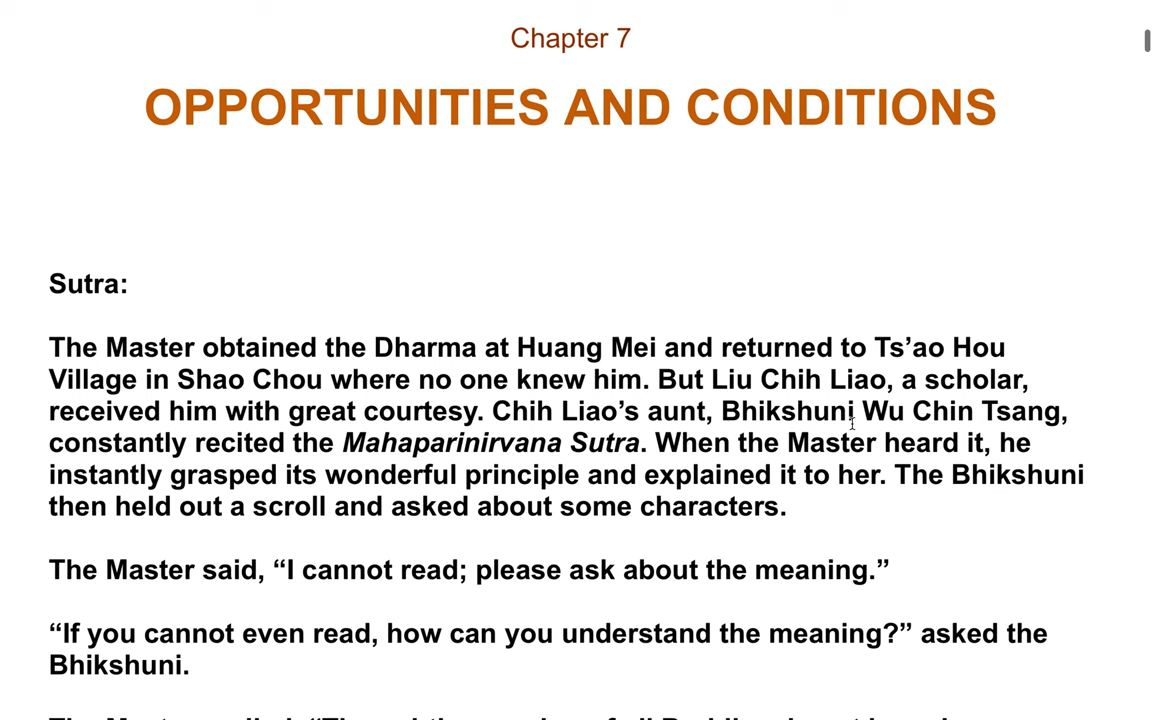 Chapter 7
OPPORTUNITIES AND CONDITIONS
Sutra:
The Master obtained the Dharma at Huang Mei and returned to Ts’ao Hou
Village in Shao Chou where no one knew him. But Liu Chih Liao, a scholar,
received him with great courtesy. Chih Liao’s aunt, Bhikshuni Wu Chin Tsang,
constantly recited the Mahaparinirvana Sutra. When the Master heard it, he
instantly grasped its wonderful principle and explained it to her. The Bhikshuni
then held out a scroll and asked about some characters.
The Master said, “I cannot read; please ask about the meaning.”
“If you cannot even read, how can you understand the meaning?” asked the
Bhikshuni.